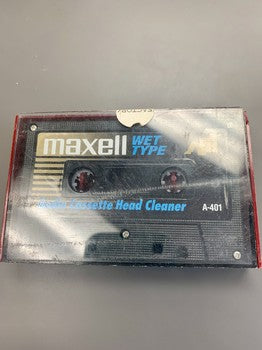 maxell WET
TYPE
Cassette Head Cleaner A-401